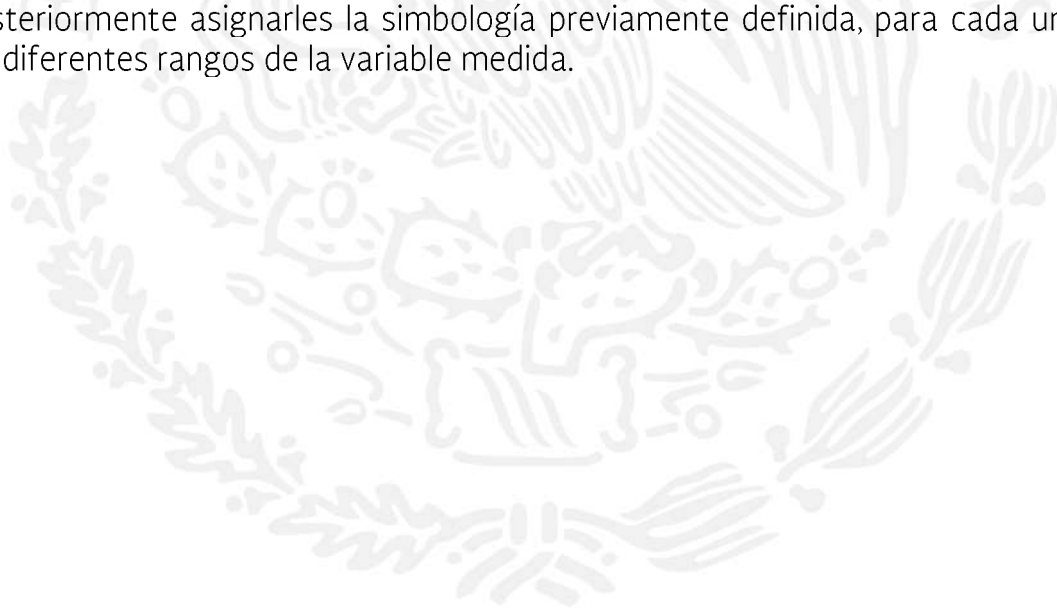 steriormente asignarles la simbología previamente definida, para cada un
diferentes rangos de la variable medida.